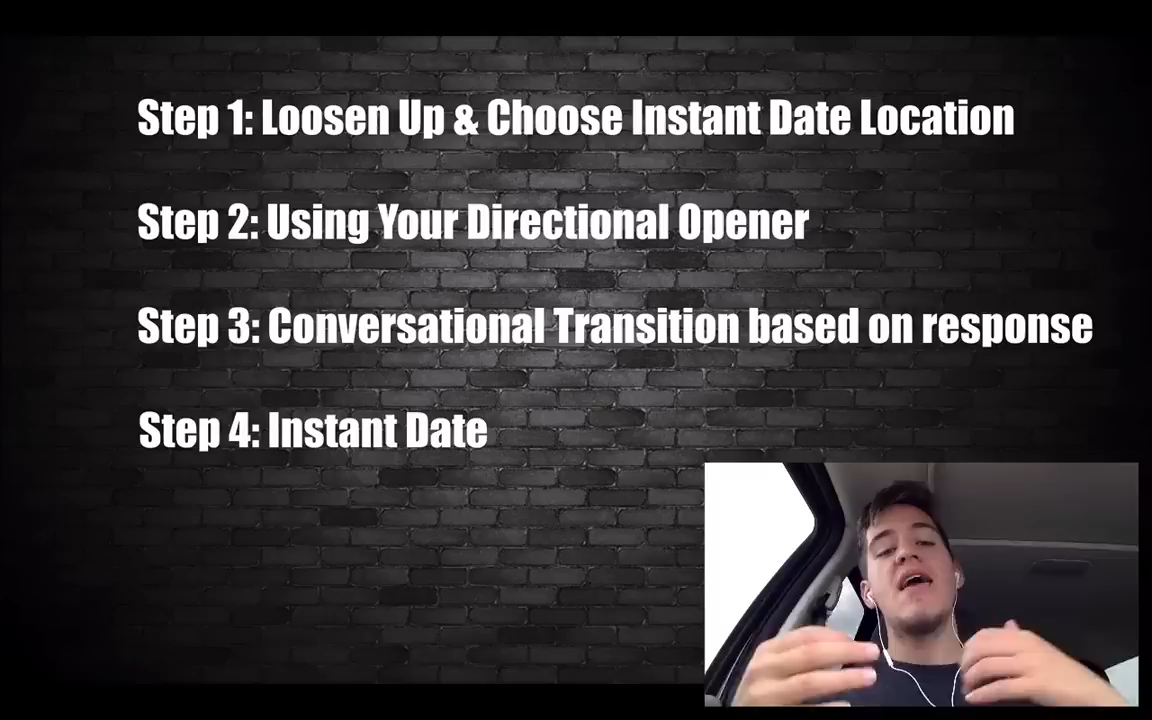 Step 1: Loosen Up & Choose Instant Date Location
Step 2: Using Your Directional Opener
Step 3: Conversational Transition based on response
Step 4: Instant Date